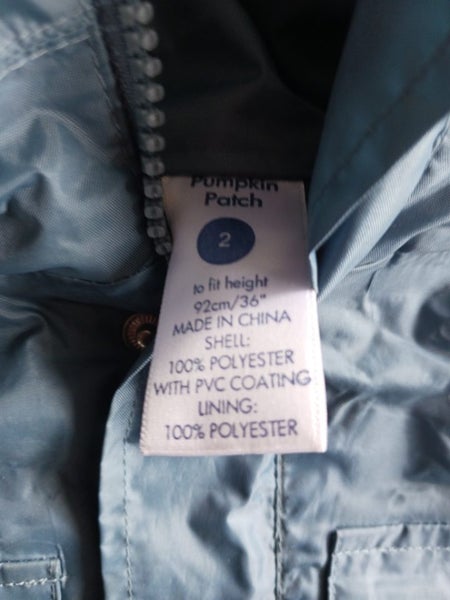 Pumpkin
Patch
2
to fit height
92cm/36"
MADE IN CHINA
SHELL:
100% POLYESTER
WITH PVC COATING
LINING:
100% POLYESTER